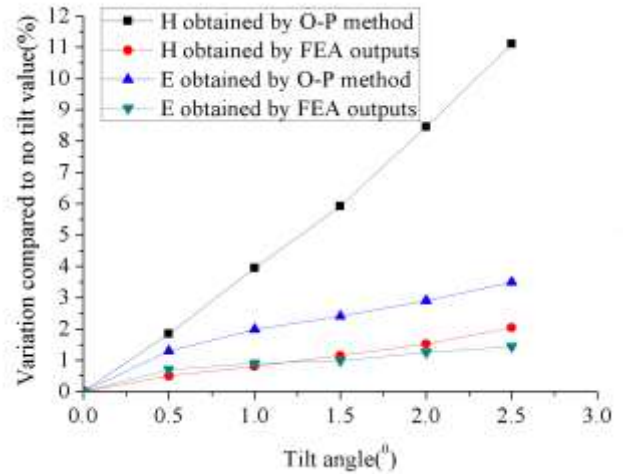 H obtained by O-P method
H obtained by FEA outputs
E obtained by O-P method
E obtained by FEA outputs
Variation compared to no tilt value(%)
12
11
10
9
8
7
6
5
4
3
2
1
0
0.0 0.5 1.0 1.5 2.0 2.5 3.0
Tilt angle(⁰)